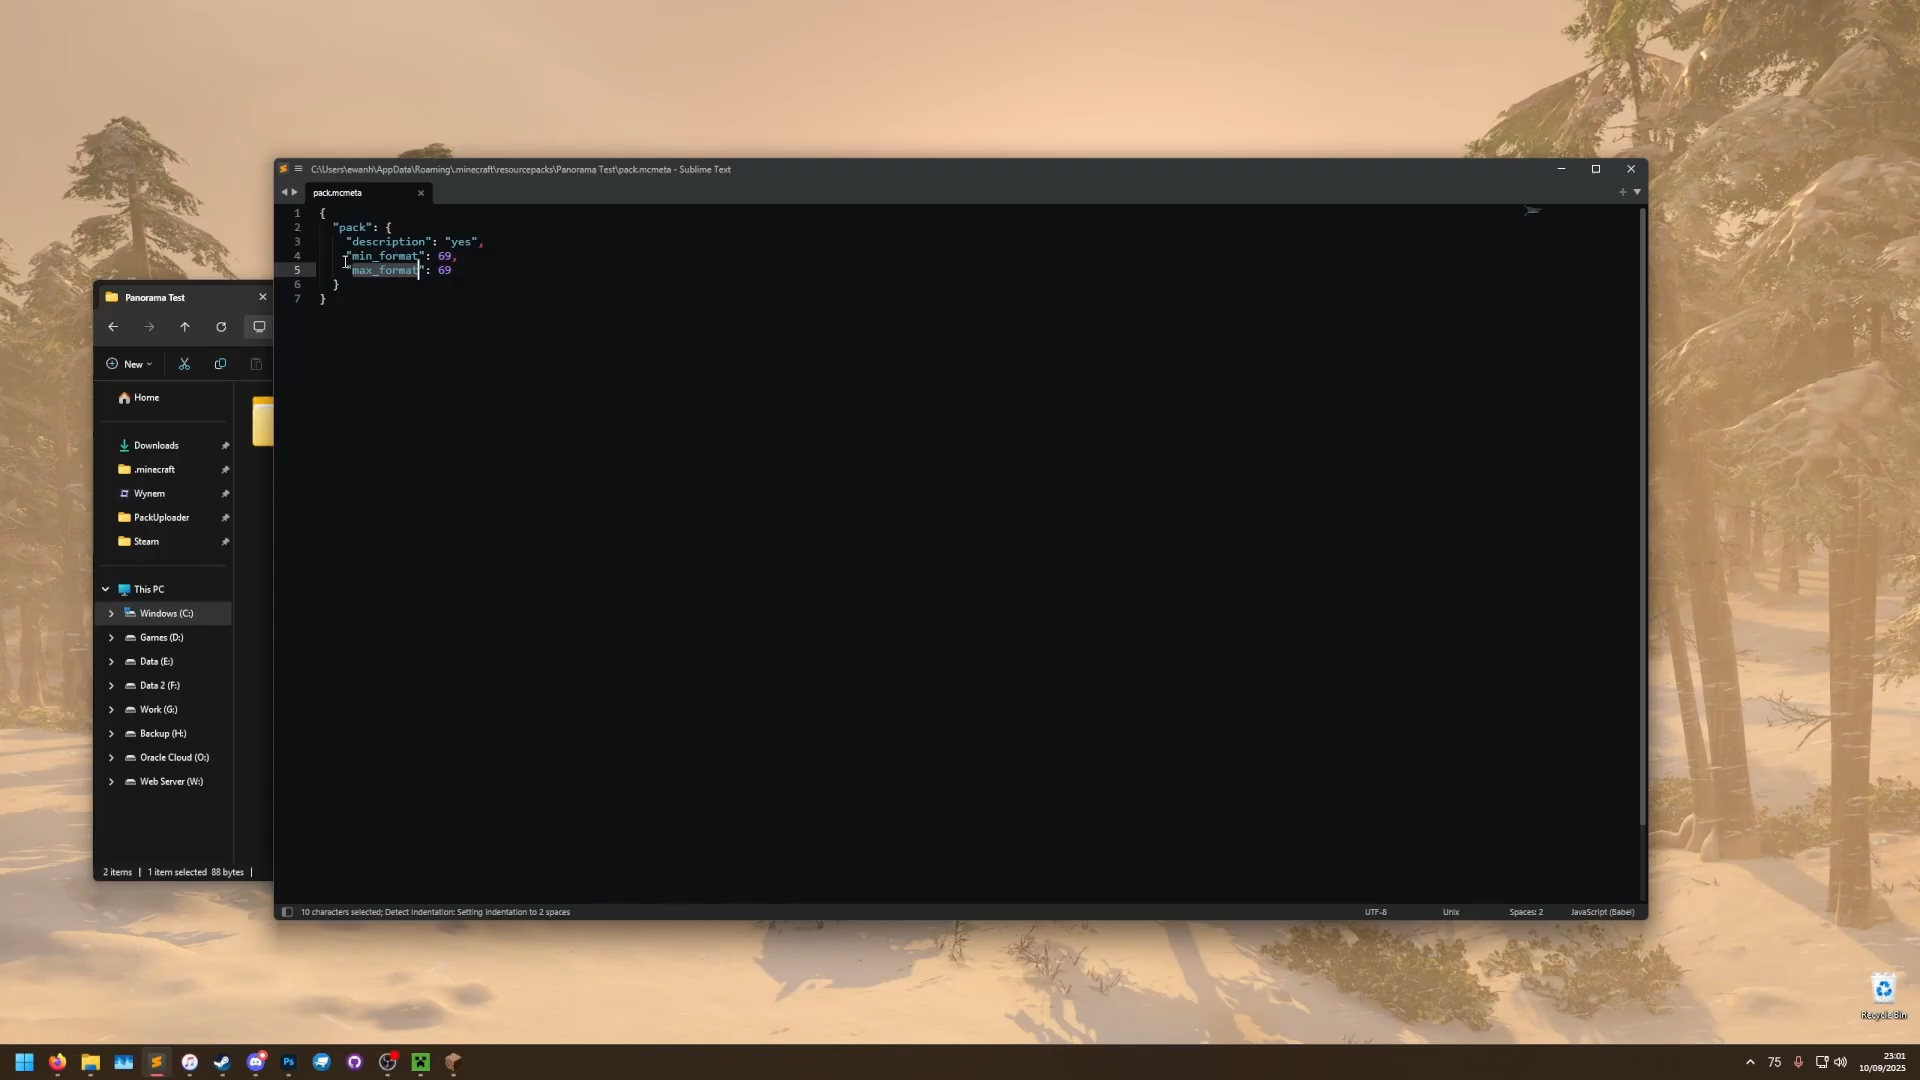 C:\Users\ewanh\AppData\Roaming\.minecraft\resourcepacks\Panorama Test\pack.mcmeta - Sublime Text
pack.mcmeta
1 {
2 "pack": {
3 "description": "yes",
4 "min_format": 69,
5 "max_format": 69
6 }
7 }
Panorama Test
New
Home
Downloads
.minecraft
Wynem
PackUploader
Steam
This PC
Windows (C:)
Games (D:)
Data (E:)
Data 2 (F:)
Work (G:)
Backup (H:)
Oracle Cloud (O:)
Web Server (W:)
2 items | 1 item selected 88 bytes |
10 characters selected; Detect Indentation: Setting indentation to 2 spaces
UTF-8
Unix
Spaces: 2
JavaScript (Babel)
Recycle Bin
Ps
75
23:01
10/09/2025